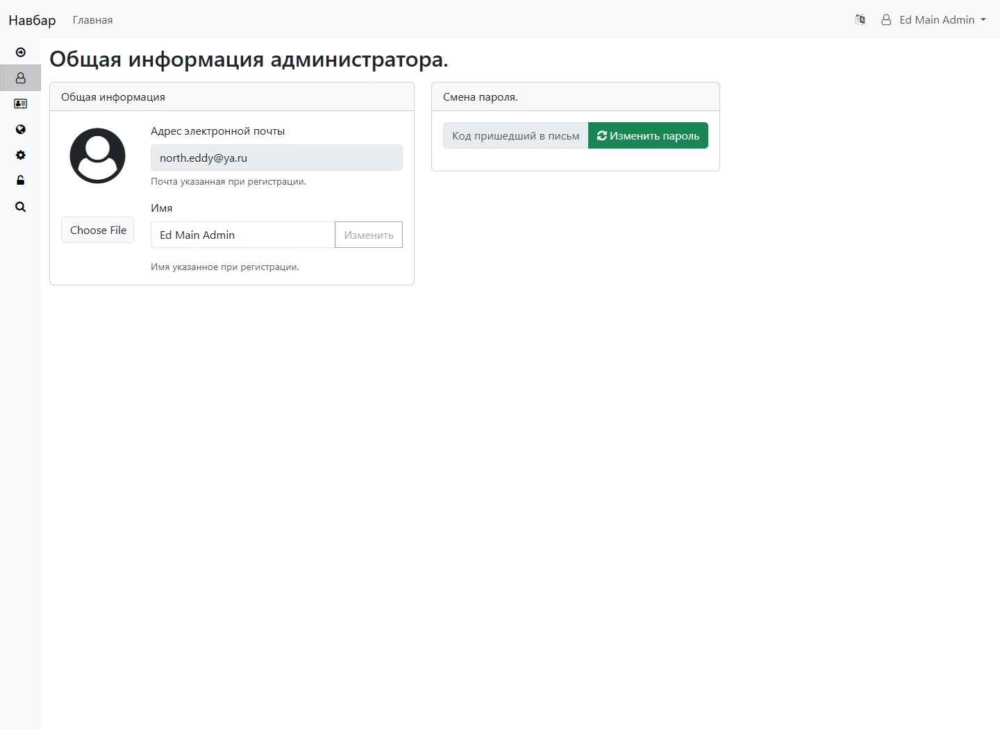 Навбар
Главная
Ed Main Admin
Общая информация администратора.
Общая информация
Адрес электронной почты
north.eddy@ya.ru
Почта указанная при регистрации.
Имя
Choose File
Ed Main Admin
Изменить
Имя указанное при регистрации.
Смена пароля.
Код пришедший в письм
Изменить пароль